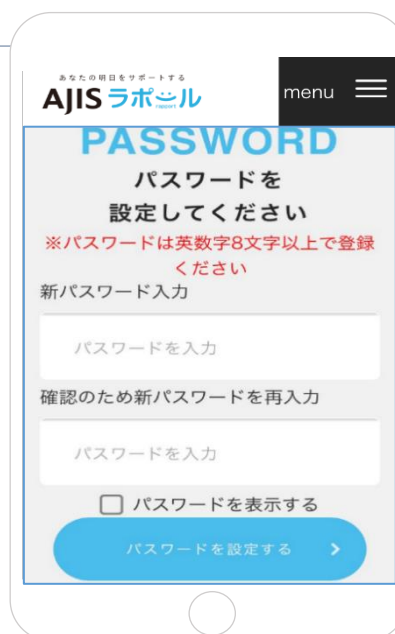 あなたの明日をサポートする
AJIS ラポール
rapport
menu
PASSWORD
パスワードを
設定してください
※パスワードは英数字8文字以上で登録
ください
新パスワード入力
パスワードを入力
確認のため新パスワードを再入力
パスワードを入力
パスワードを表示する
パスワードを設定する